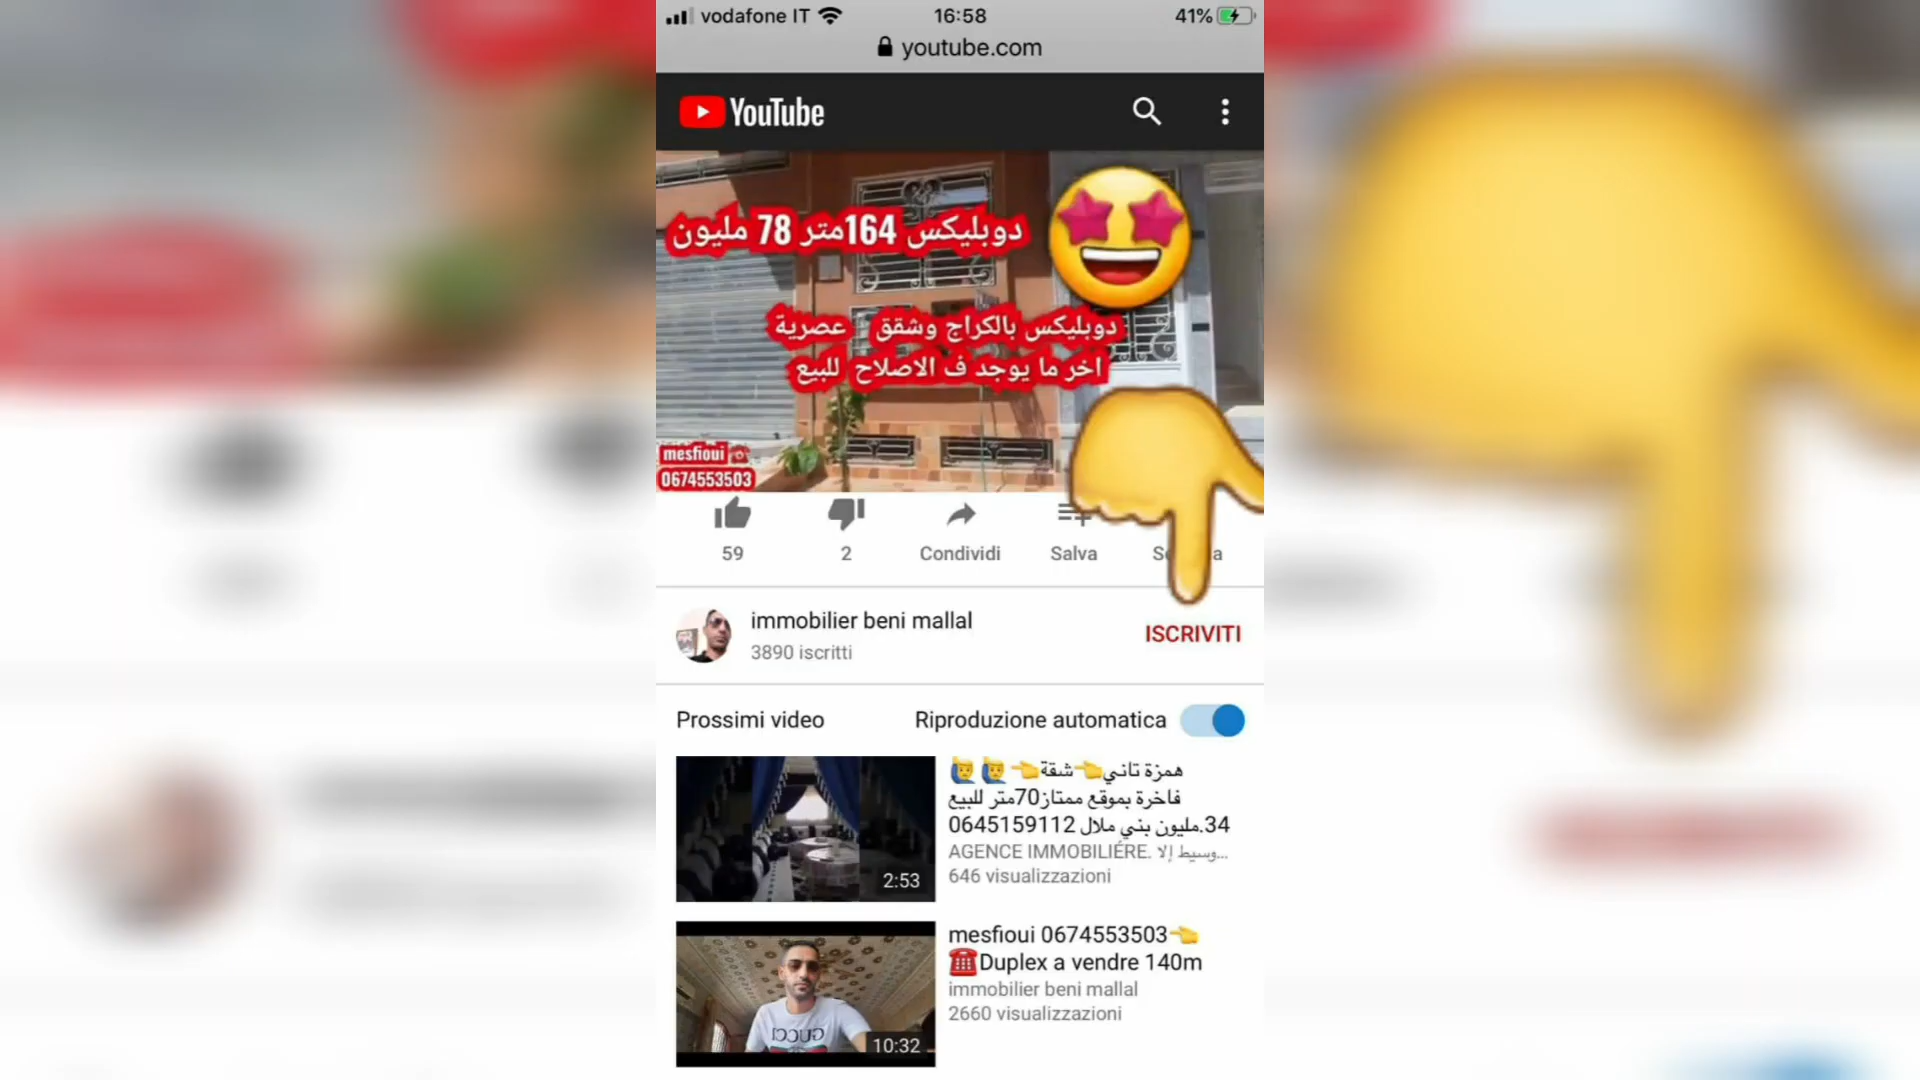 vodafone IT 16:58 41%
youtube.com
YouTube
دوبليكس 164متر 78 مليون
دوبليكس بالكراج وشقق عصرية
اخر ما يوجد ف الاصلاح للبيع
mesfioui
0674553503
59 2 Condividi Salva
immobilier beni mallal
3890 iscritti
ISCRIVITI
Prossimi video Riproduzione automatica
همزة تاني👈شقة👈🙋‍♂️🙋‍♂️
فاخرة بموقع ممتاز70متر للبيع
34.مليون بني ملال 0645159112
AGENCE IMMOBILIÉRE. وسيط إلا...
646 visualizzazioni
2:53
mesfioui 0674553503👈
☎️Duplex a vendre 140m
immobilier beni mallal
2660 visualizzazioni
GUCCI
10:32